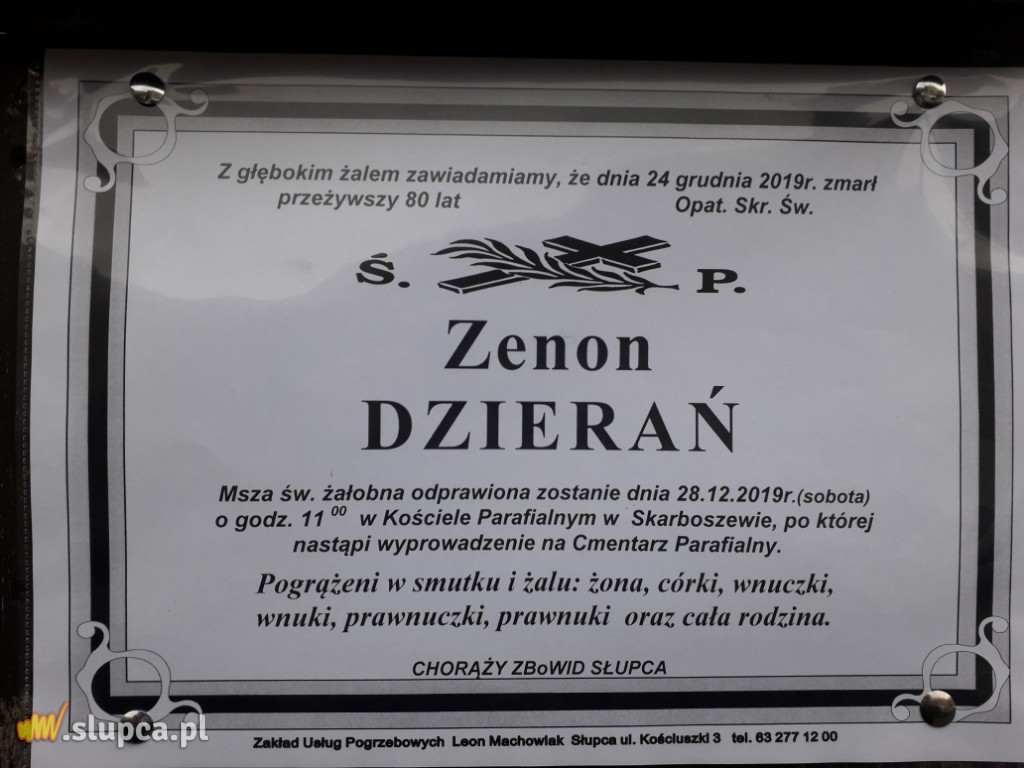 Z głębokim żalem zawiadamiamy, że dnia 24 grudnia 2019r. zmarł
przeżywszy 80 lat Opat. Skr. Św.
Ś. P.
Zenon
DZIERAŃ
Msza św. żałobna odprawiona zostanie dnia 28.12.2019r.(sobota)
o godz. 11 00 w Kościele Parafialnym w Skarboszewie, po której
nastąpi wyprowadzenie na Cmentarz Parafialny.
Pogrążeni w smutku i żalu: żona, córki, wnuczki,
wnuki, prawnuczki, prawnuki oraz cała rodzina.
CHORĄŻY ZBoWID SŁUPCA
Zakład Usług Pogrzebowych Leon Machowiak Słupca ul. Kościuszki 3 tel. 63 277 12 00
www.slupca.pl